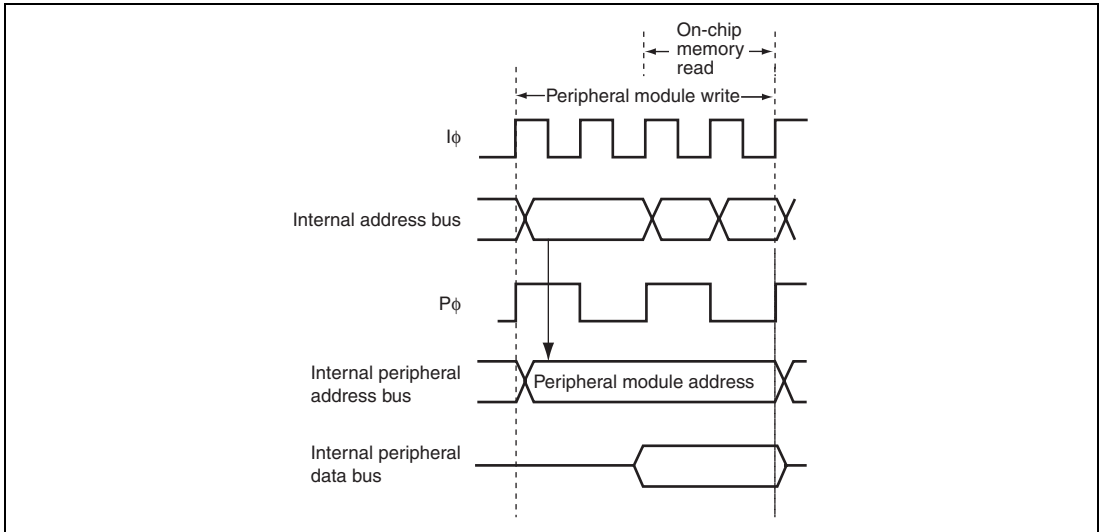 On-chip
memory
read
Peripheral module write
Iϕ
Internal address bus
Pϕ
Internal peripheral
address bus
Peripheral module address
Internal peripheral
data bus